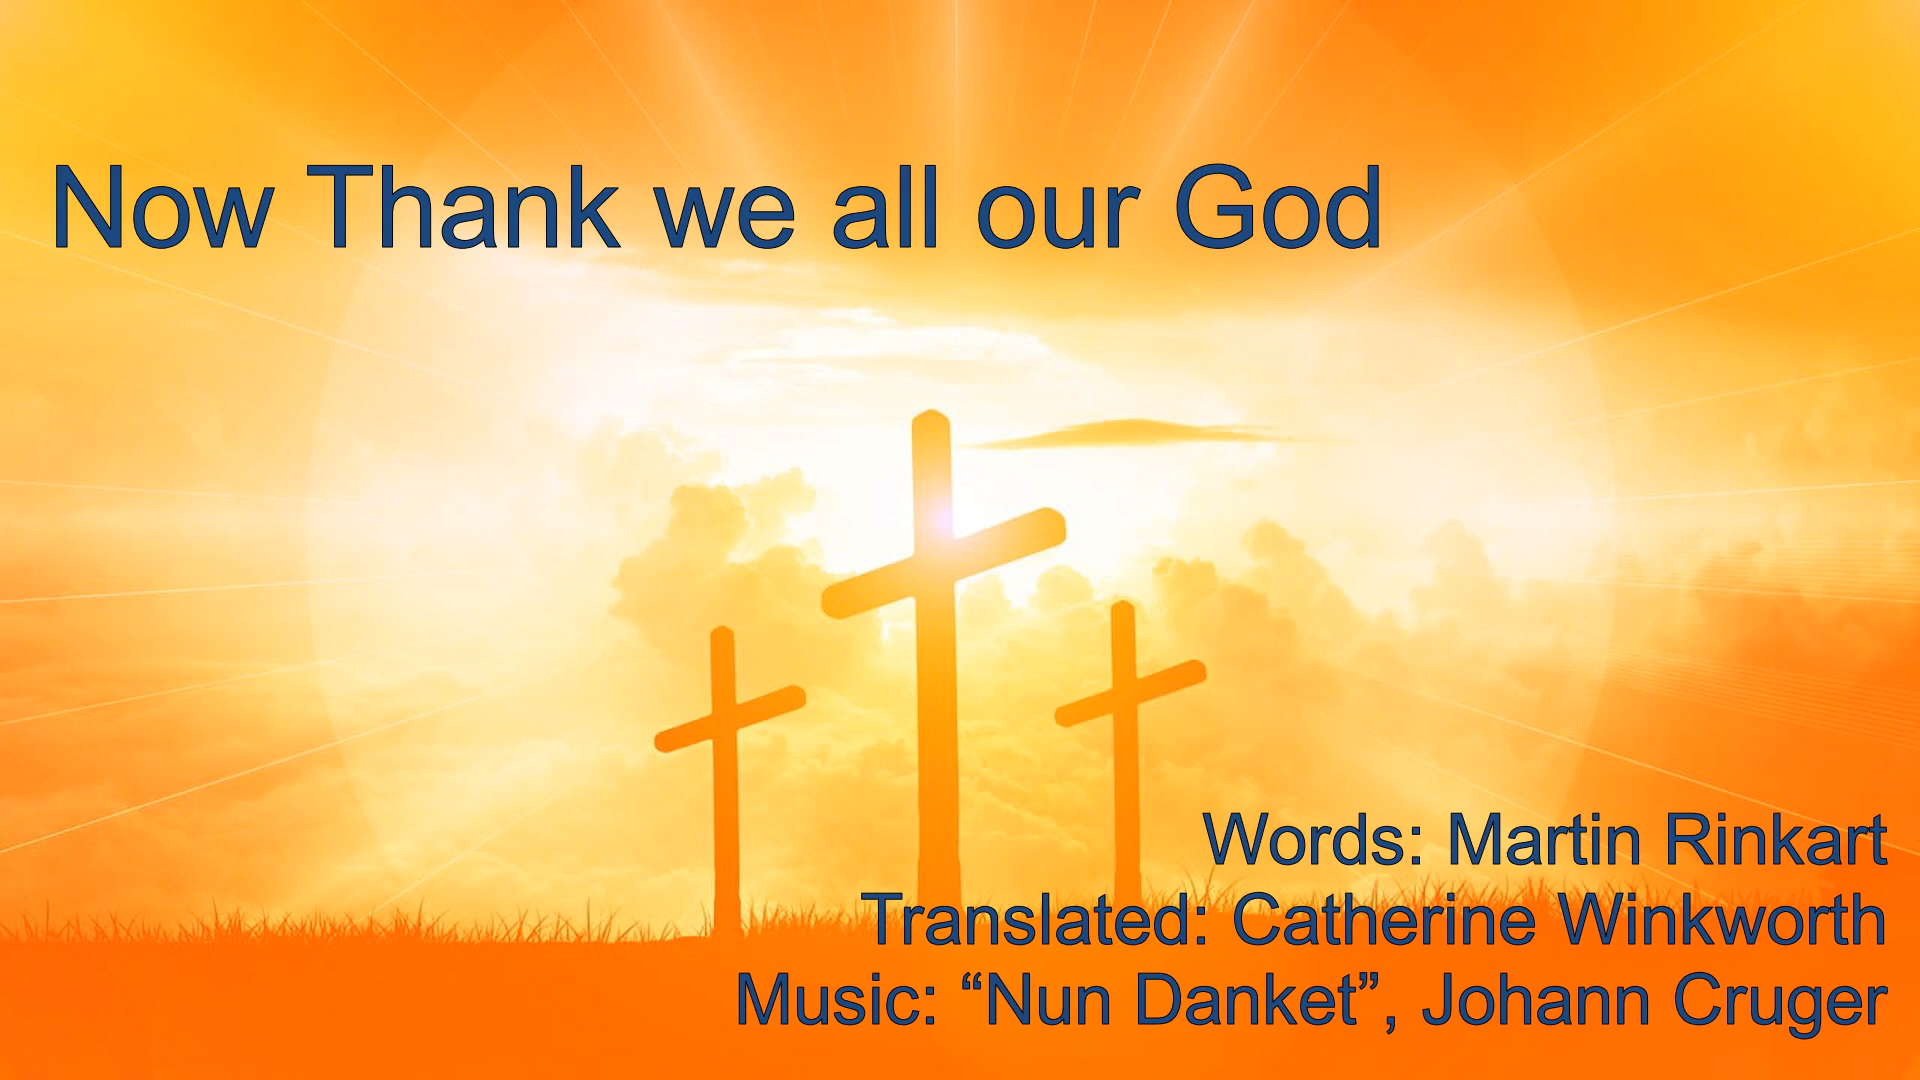 Now Thank we all our God
Words: Martin Rinkart
Translated: Catherine Winkworth
Music: “Nun Danket”, Johann Cruger